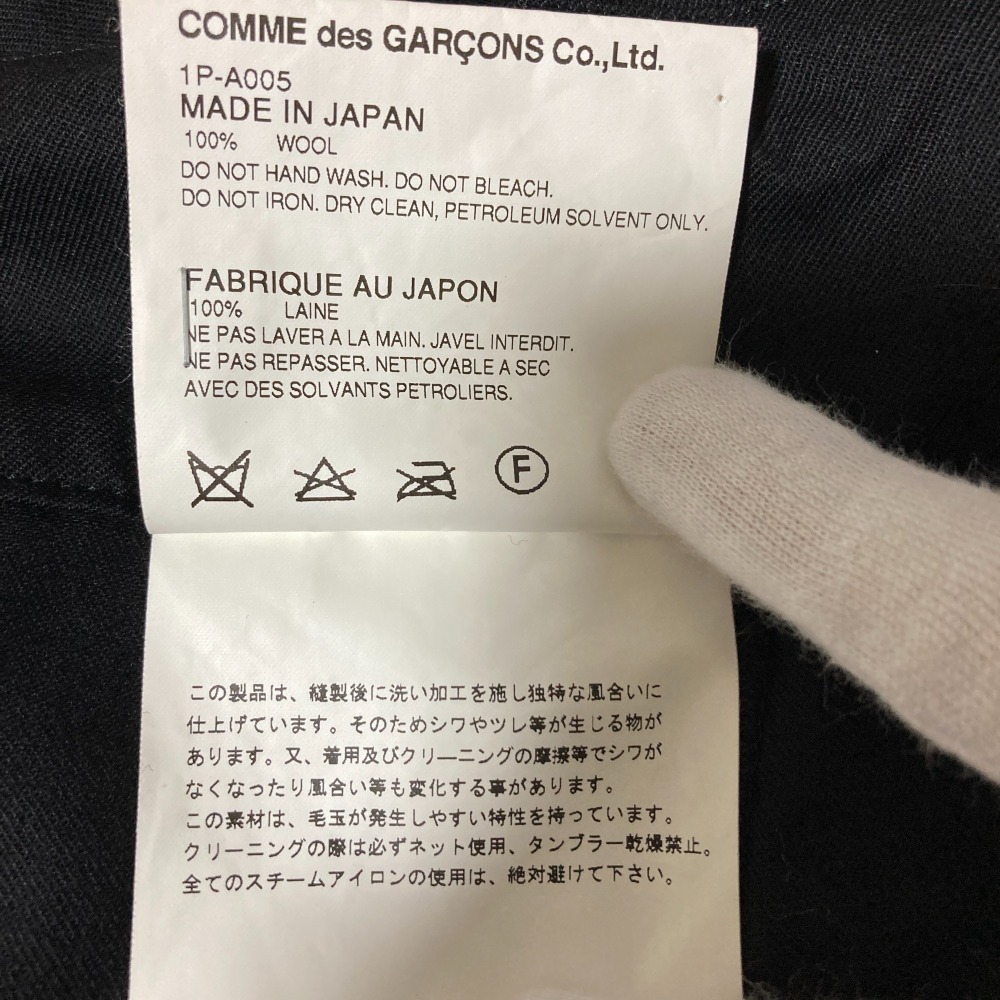 COMME des GARÇONS Co.,Ltd.
1P-A005
MADE IN JAPAN
100% WOOL
DO NOT HAND WASH. DO NOT BLEACH.
DO NOT IRON. DRY CLEAN, PETROLEUM SOLVENT ONLY.
FABRIQUE AU JAPON
100% LAINE
NE PAS LAVER A LA MAIN. JAVEL INTERDIT.
NE PAS REPASSER. NETTOYABLE A SEC
AVEC DES SOLVANTS PETROLIERS.
F
この製品は、縫製後に洗い加工を施し独特な風合いに
仕上げています。そのためシワやツレ等が生じる物が
あります。又、着用及びクリーニングの摩擦等でシワが
なくなったり風合い等も変化する事があります。
この素材は、毛玉が発生しやすい特性を持っています。
クリーニングの際は必ずネット使用、タンブラー乾燥禁止。
全てのスチームアイロンの使用は、絶対避けて下さい。